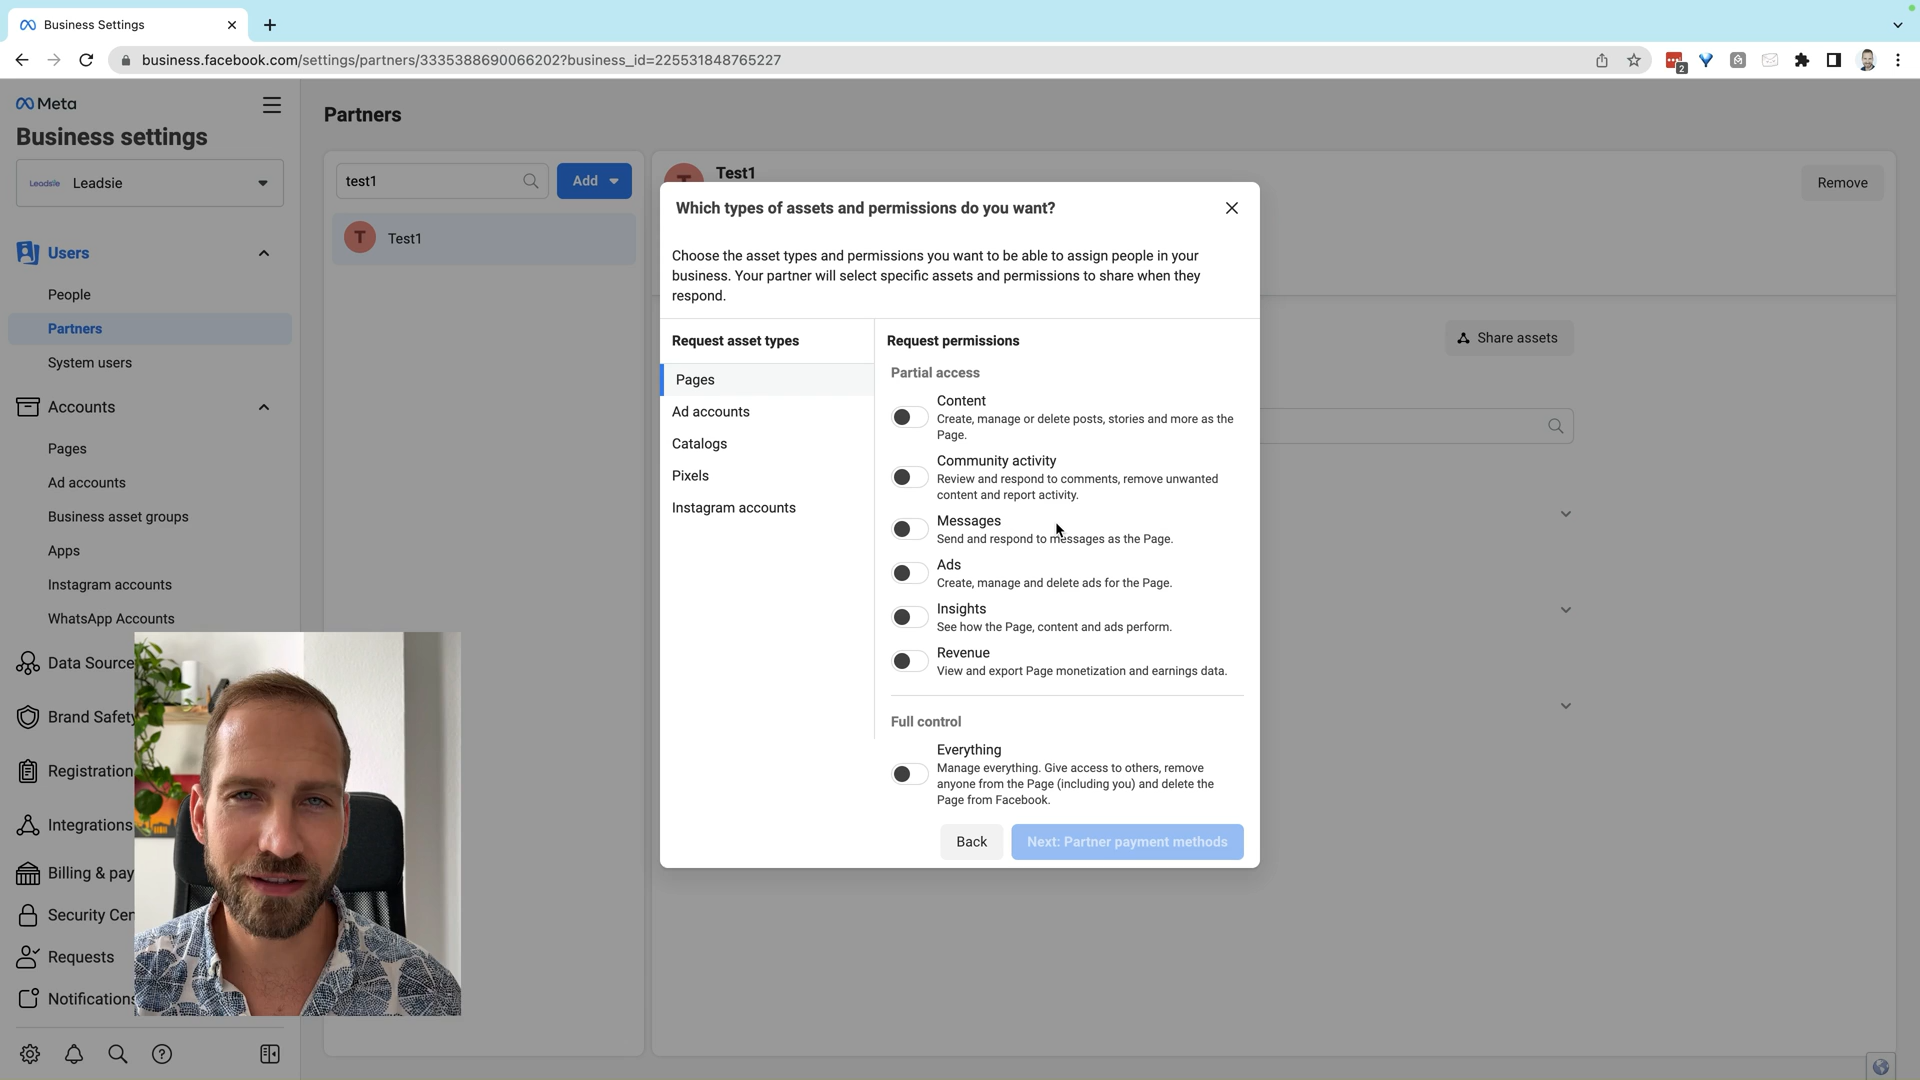 Business Settings
business.facebook.com/settings/partners/3335388690066202?business_id=225531848765227
2
Meta
Business settings
Leadsie
Leadsie
Users
People
Partners
System users
Accounts
Pages
Ad accounts
Business asset groups
Apps
Instagram accounts
WhatsApp Accounts
Data Source
Brand Safety
Registration
Integrations
Billing & pay
Security Cen
Requests
Notifications
Partners
test1
Add
T
Test1
T
Test1
Remove
Share assets
Which types of assets and permissions do you want?
Choose the asset types and permissions you want to be able to assign people in your
business. Your partner will select specific assets and permissions to share when they
respond.
Request asset types
Pages
Ad accounts
Catalogs
Pixels
Instagram accounts
Request permissions
Partial access
Content
Create, manage or delete posts, stories and more as the
Page.
Community activity
Review and respond to comments, remove unwanted
content and report activity.
Messages
Send and respond to messages as the Page.
Ads
Create, manage and delete ads for the Page.
Insights
See how the Page, content and ads perform.
Revenue
View and export Page monetization and earnings data.
Full control
Everything
Manage everything. Give access to others, remove
anyone from the Page (including you) and delete the
Page from Facebook.
Back
Next: Partner payment methods